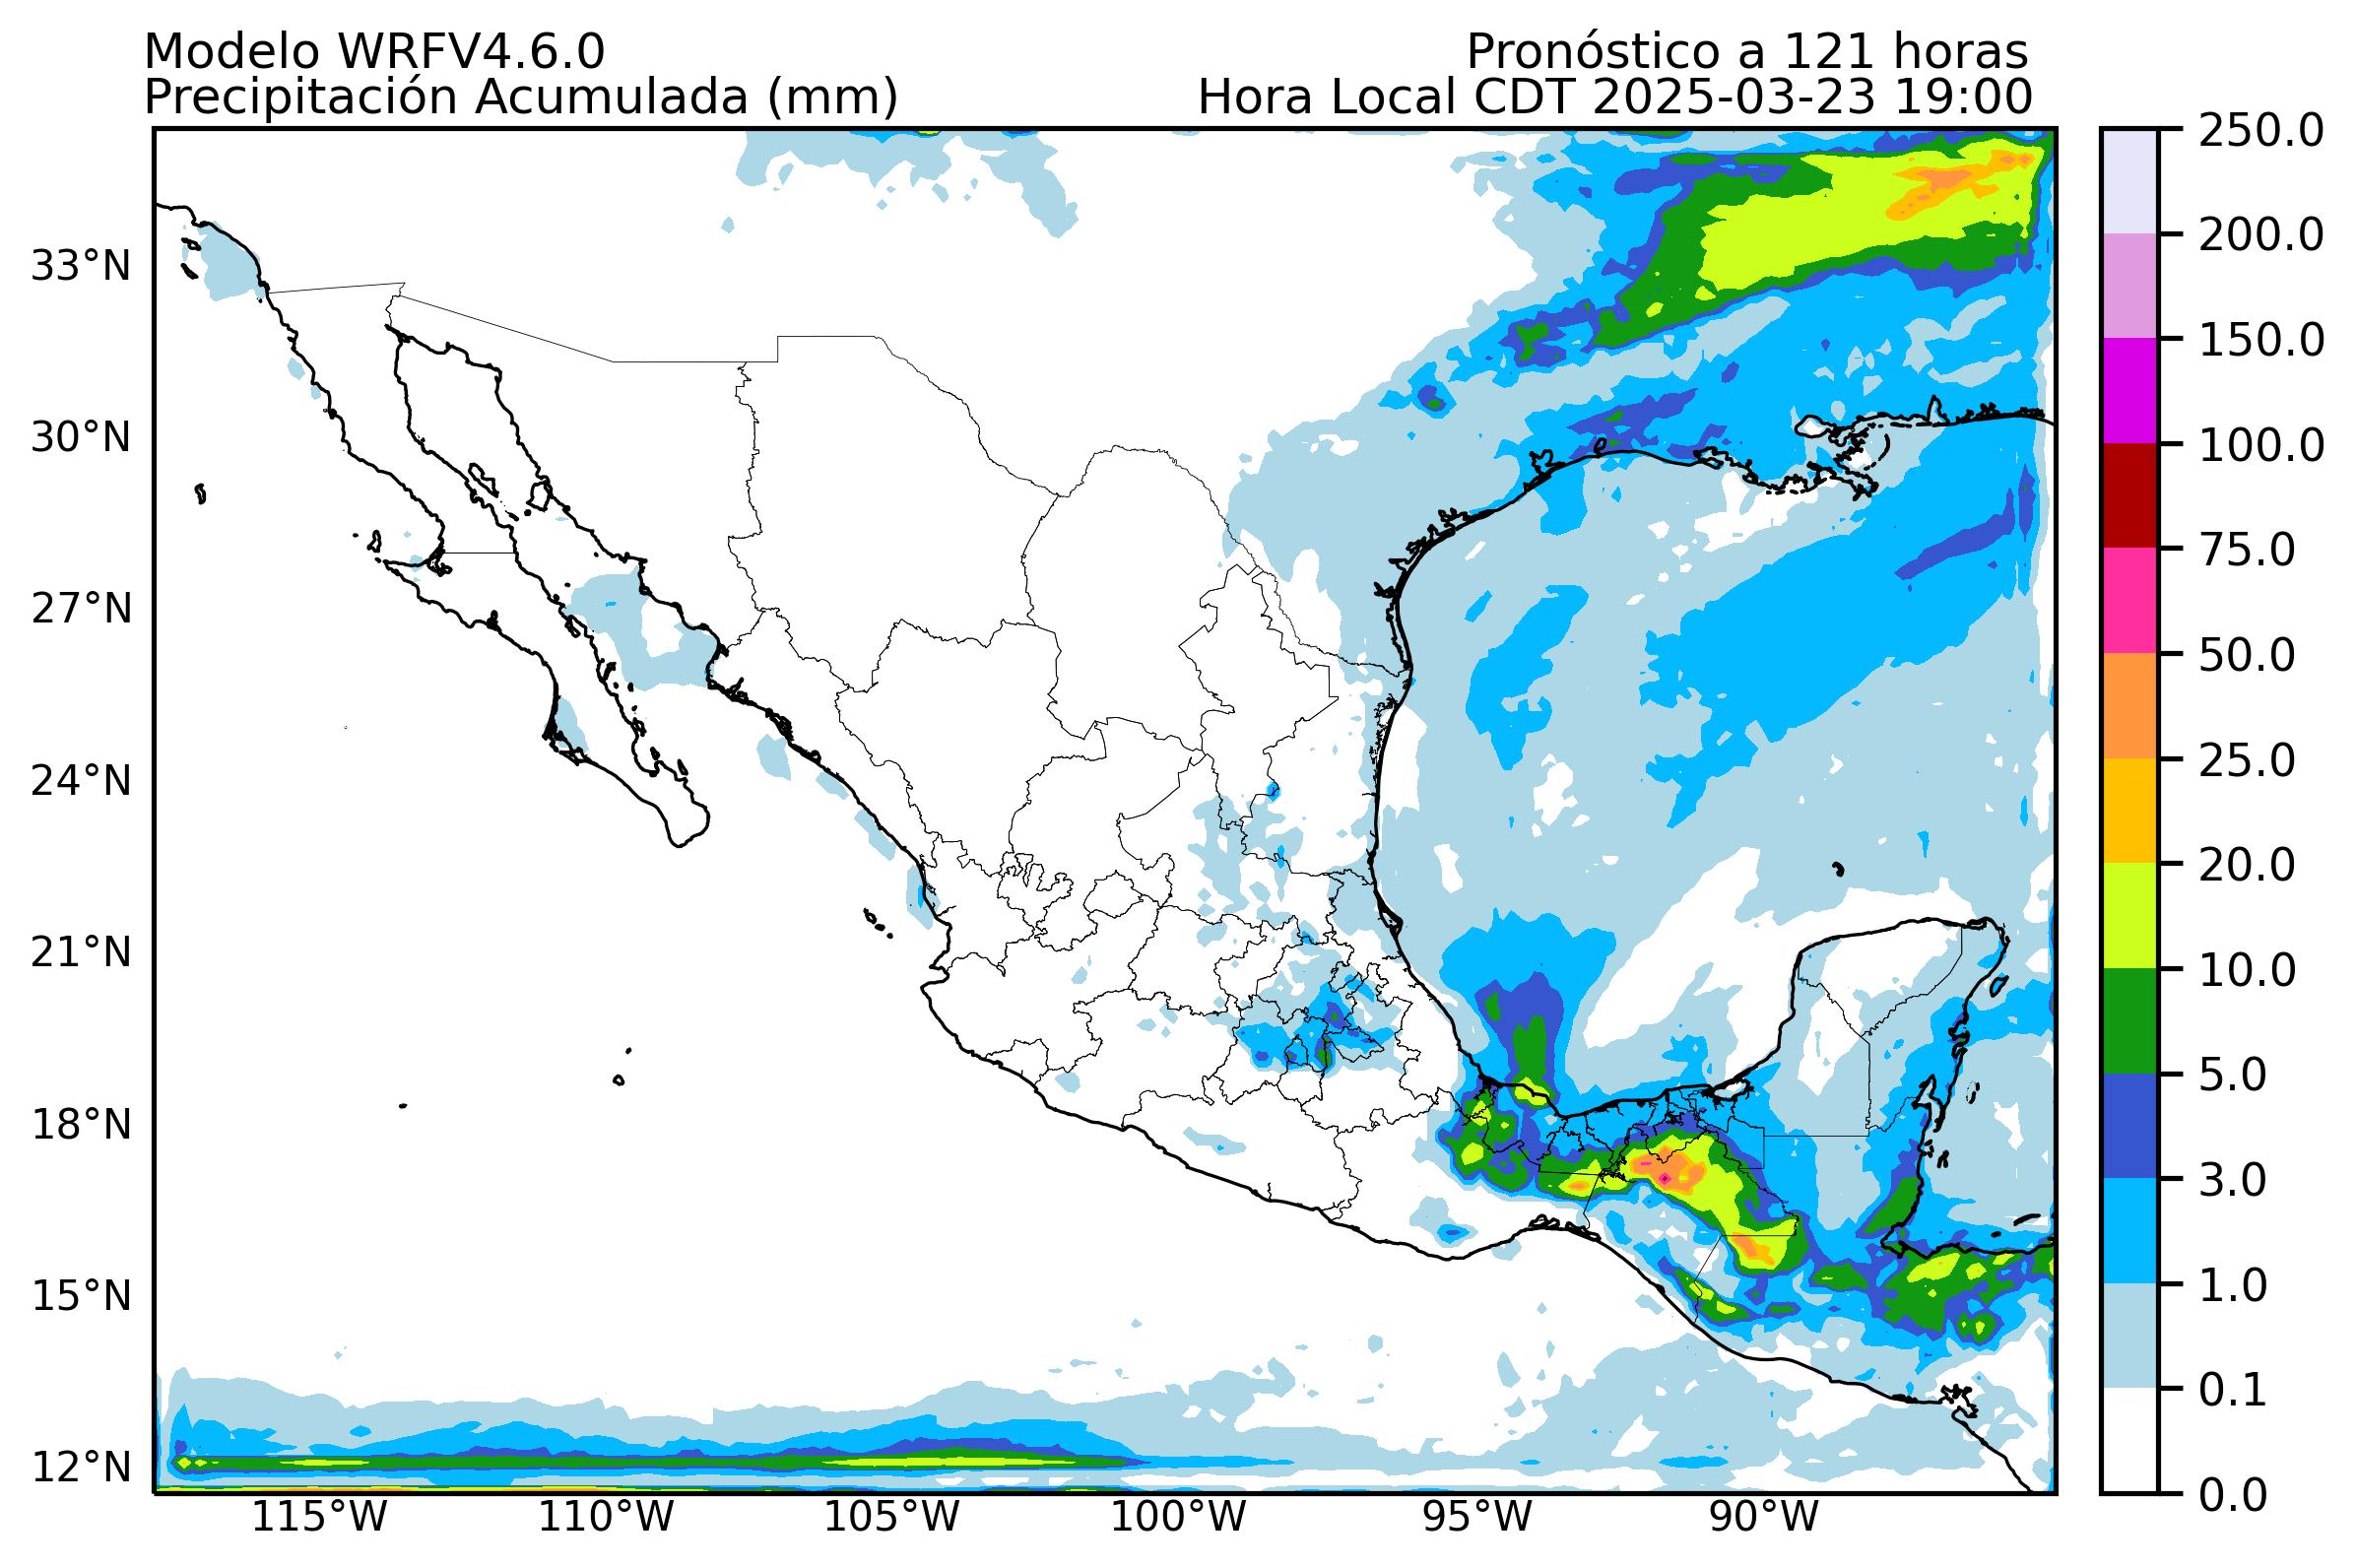 Modelo WRFV4.6.0
Pronóstico a 121 horas
Precipitación Acumulada (mm)
Hora Local CDT 2025-03-23 19:00
250.0
200.0
150.0
100.0
75.0
50.0
25.0
20.0
10.0
5.0
3.0
1.0
0.1
0.0
33°N
30°N
27°N
24°N
21°N
18°N
15°N
12°N
115°W
110°W
105°W
100°W
95°W
90°W